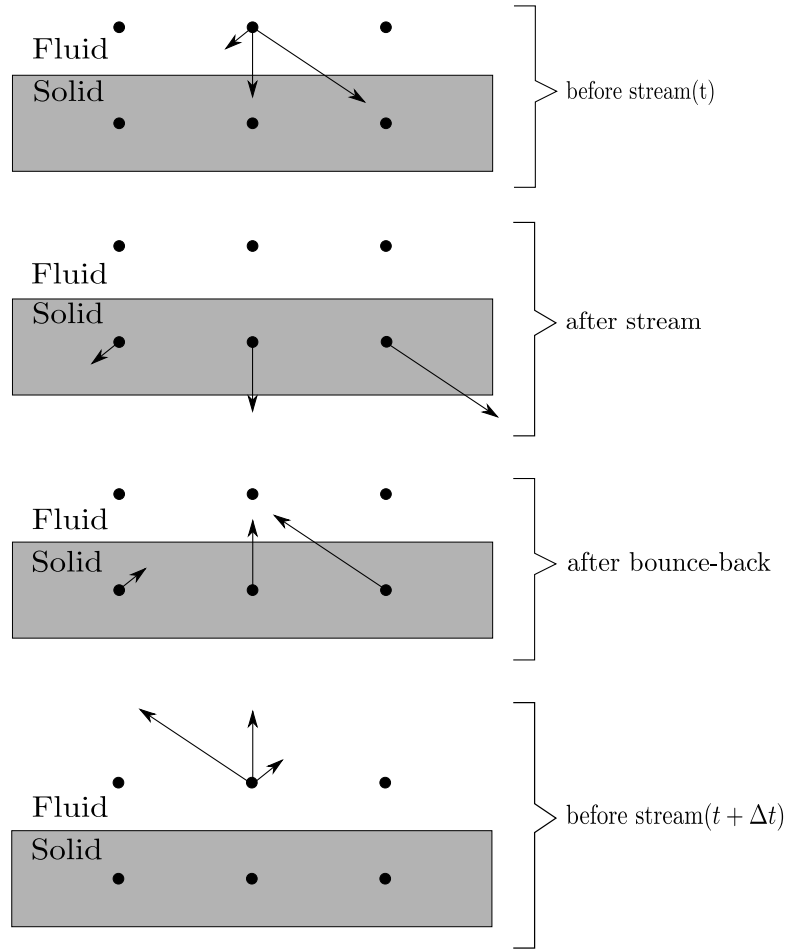 Fluid
Solid
before stream(t)
Fluid
Solid
after stream
Fluid
Solid
after bounce-back
Fluid
Solid
before stream(t + Δt)